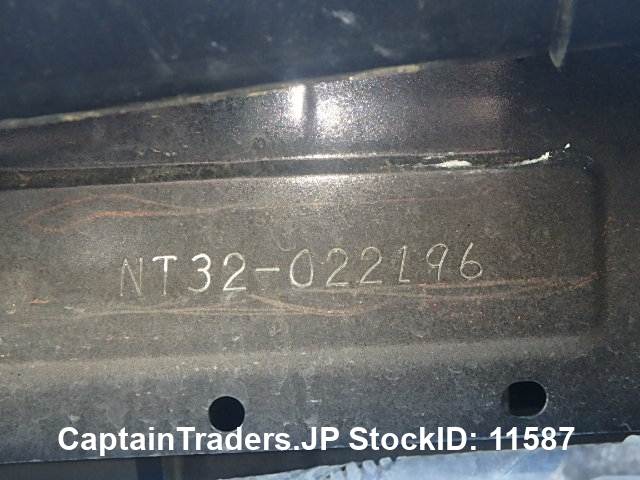 NT32-022196
CaptainTraders.JP StockID: 11587